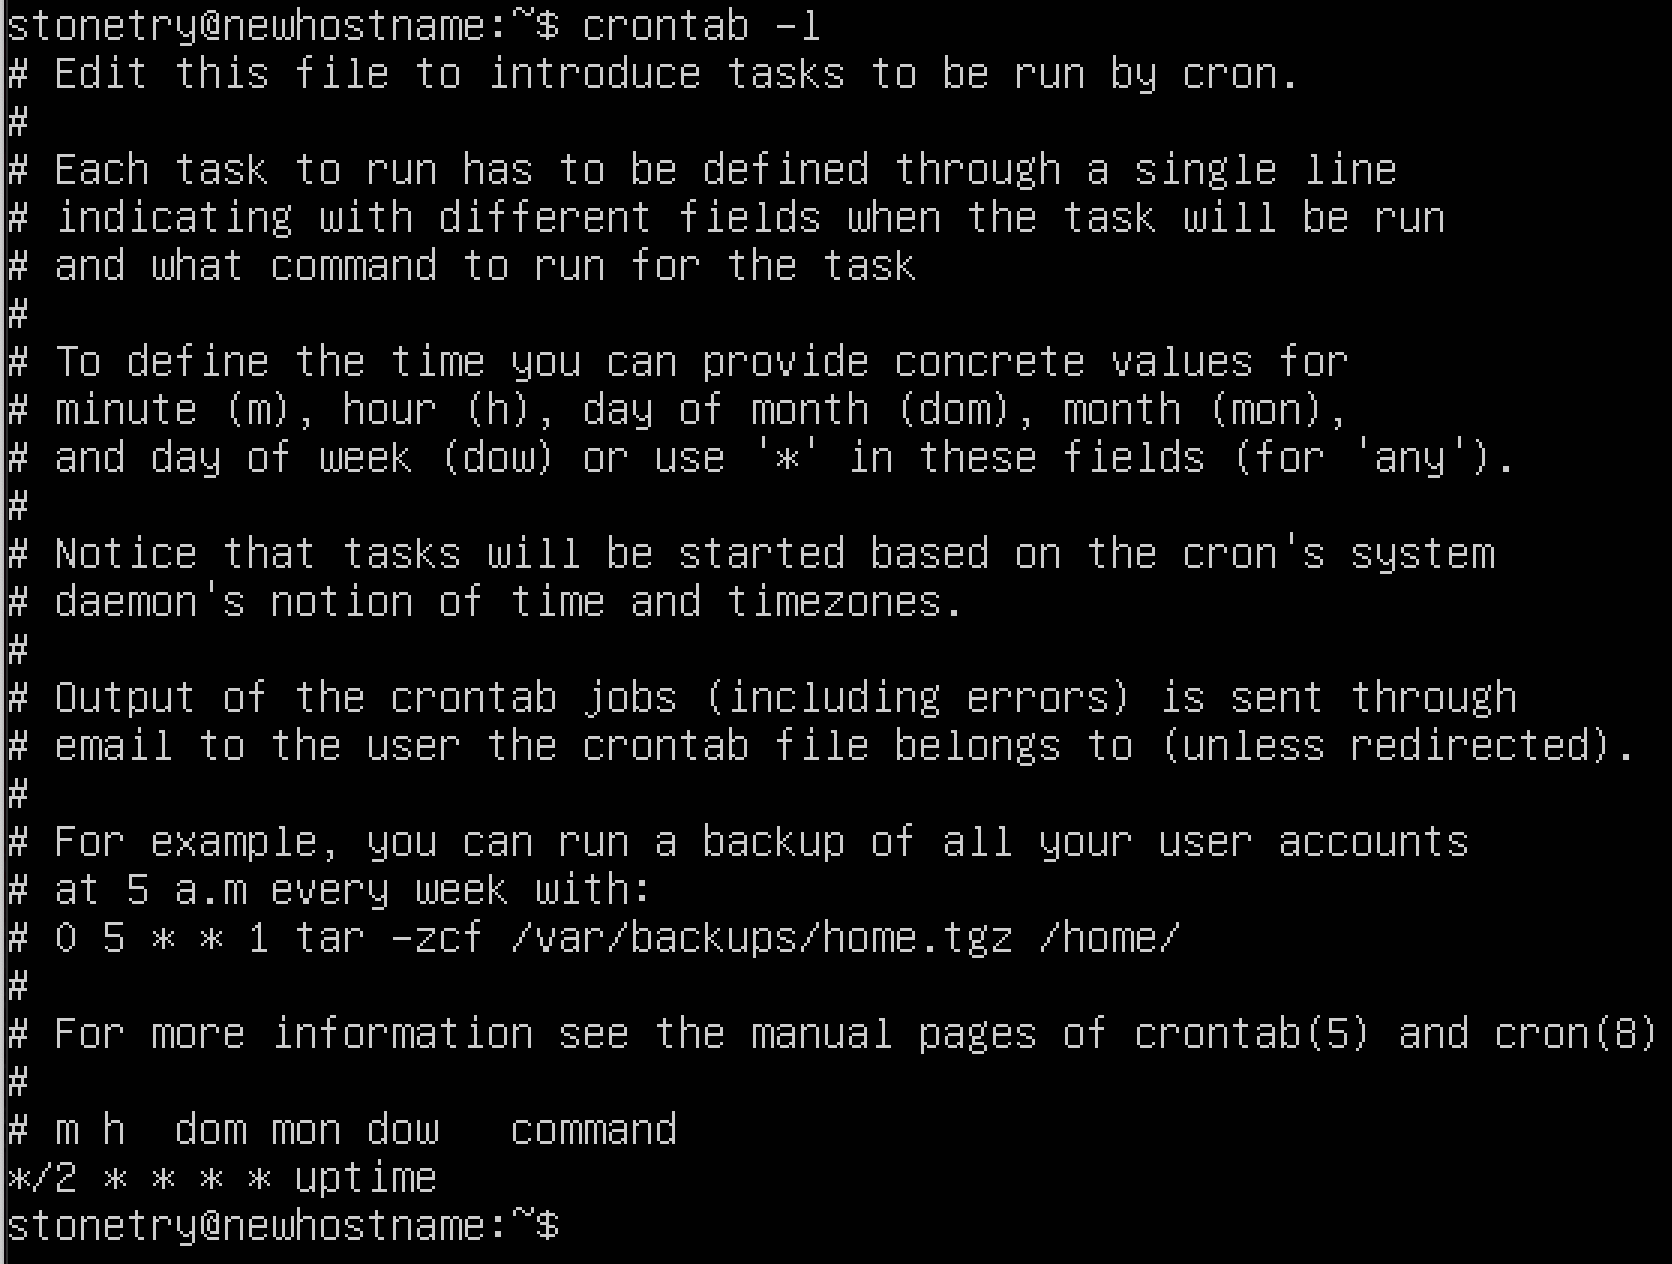 stonetry@newhostname:~$ crontab -l
# Edit this file to introduce tasks to be run by cron.
#
# Each task to run has to be defined through a single line
# indicating with different fields when the task will be run
# and what command to run for the task
#
# To define the time you can provide concrete values for
# minute (m), hour (h), day of month (dom), month (mon),
# and day of week (dow) or use '*' in these fields (for 'any').
#
# Notice that tasks will be started based on the cron's system
# daemon's notion of time and timezones.
#
# Output of the crontab jobs (including errors) is sent through
# email to the user the crontab file belongs to (unless redirected).
#
# For example, you can run a backup of all your user accounts
# at 5 a.m every week with:
# 0 5 * * 1 tar -zcf /var/backups/home.tgz /home/
#
# For more information see the manual pages of crontab(5) and cron(8)
#
# m h  dom mon dow   command
*/2 * * * * uptime
stonetry@newhostname:~$